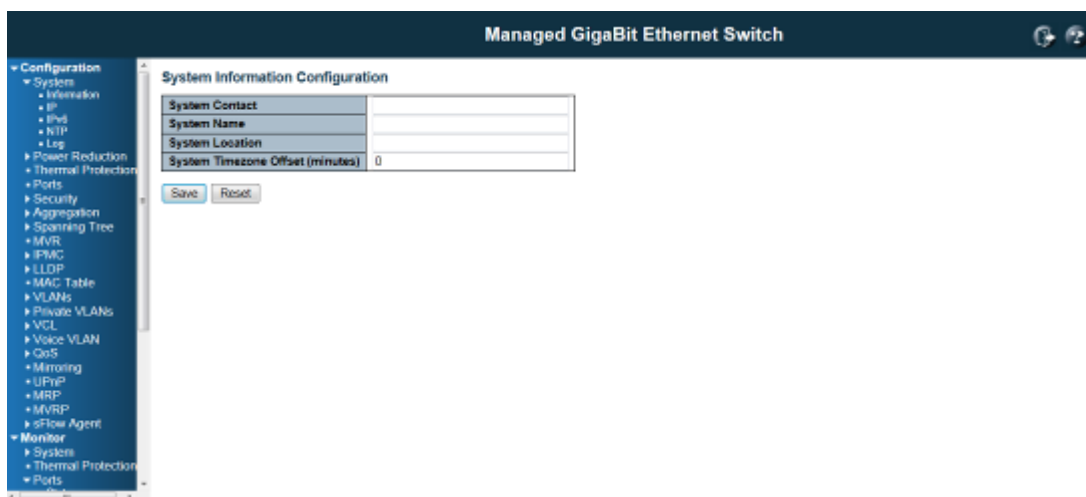 Managed GigaBit Ethernet Switch
Configuration
System
Information
IP
IPv6
NTP
Log
Power Reduction
Thermal Protection
Ports
Security
Aggregation
Spanning Tree
MVR
IPMC
LLDP
MAC Table
VLANs
Private VLANs
VCL
Voice VLAN
QoS
Mirroring
UPnP
MRP
MVRP
sFlow Agent
Monitor
System
Thermal Protection
Ports
System Information Configuration
System Contact
System Name
System Location
System Timezone Offset (minutes) 0
Save Reset